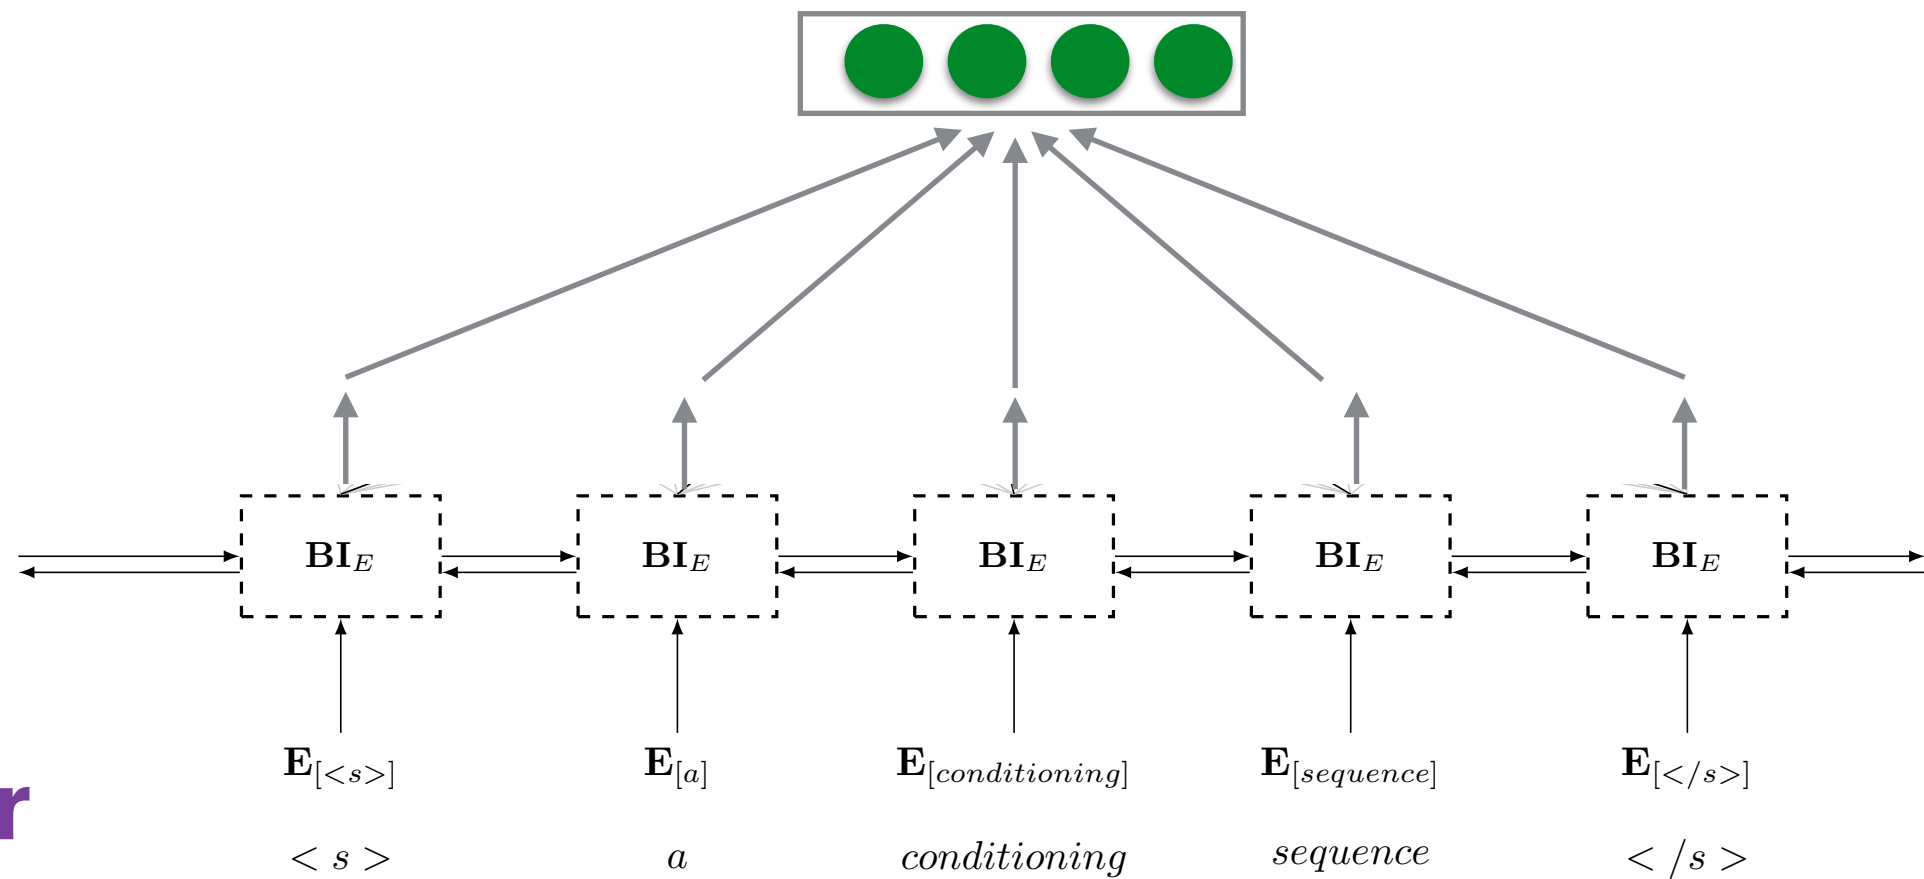 BI_E BI_E BI_E BI_E BI_E
E_[<s>] E_[a] E_[conditioning] E_[sequence] E_[</s>]
r
< s > a conditioning sequence < /s >